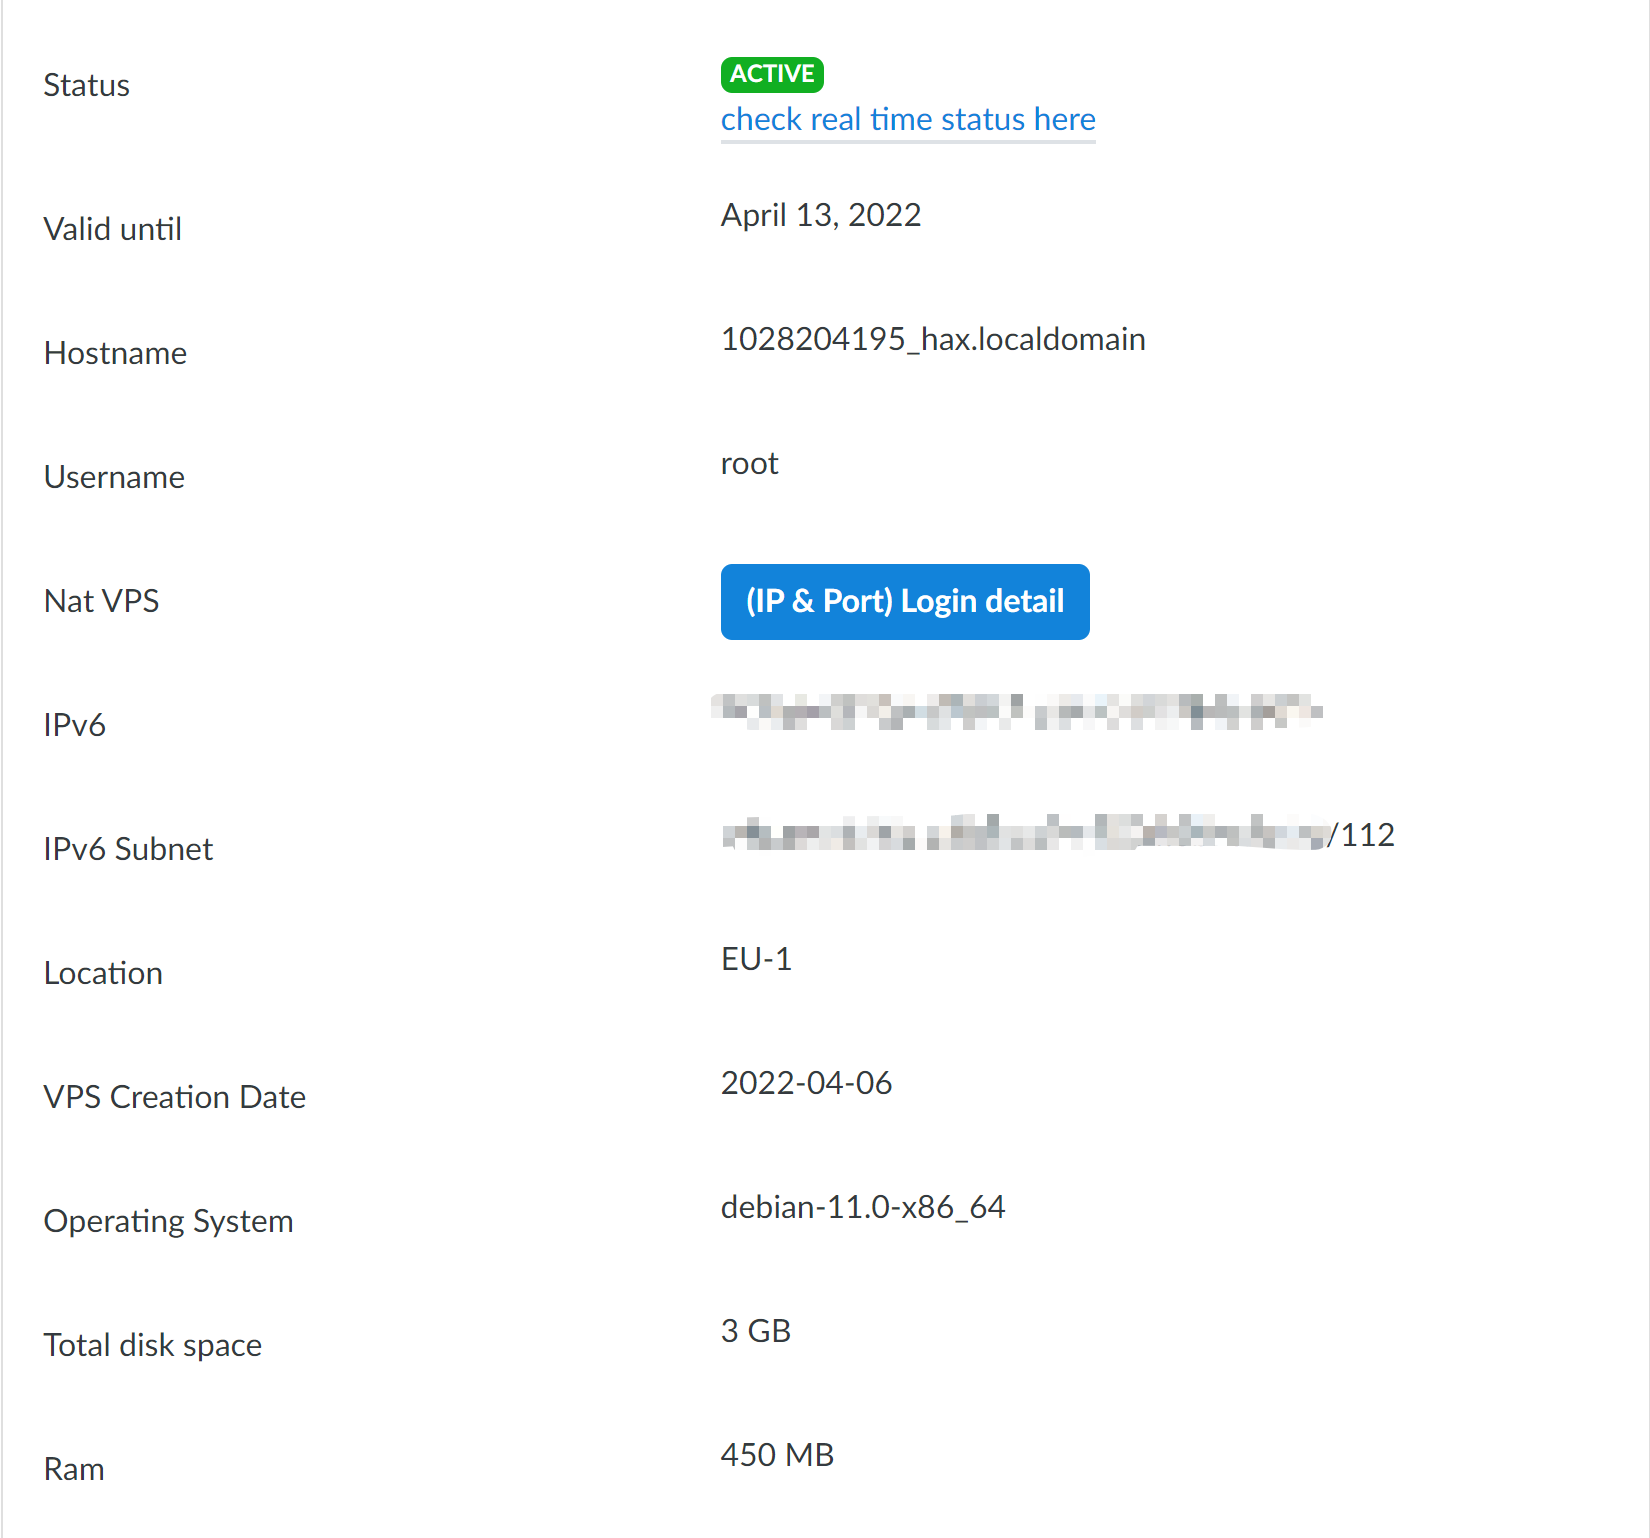 Status
ACTIVE
check real time status here
Valid until
April 13, 2022
Hostname
1028204195_hax.localdomain
Username
root
Nat VPS
(IP & Port) Login detail
IPv6
IPv6 Subnet
/112
Location
EU-1
VPS Creation Date
2022-04-06
Operating System
debian-11.0-x86_64
Total disk space
3 GB
Ram
450 MB